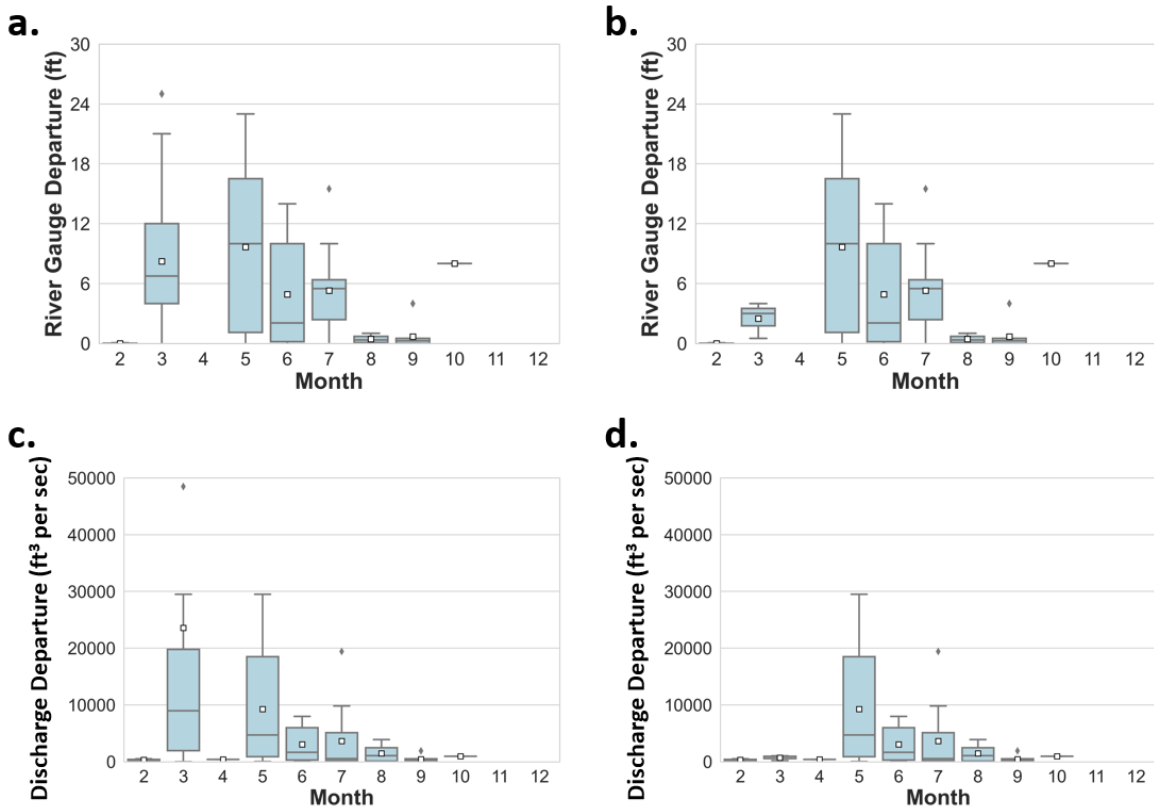 a.
River Gauge Departure (ft)
30
24
18
12
6
0
2 3 4 5 6 7 8 9 10 11 12
Month
b.
River Gauge Departure (ft)
30
24
18
12
6
0
2 3 4 5 6 7 8 9 10 11 12
Month
c.
Discharge Departure (ft³ per sec)
50000
40000
30000
20000
10000
0
2 3 4 5 6 7 8 9 10 11 12
Month
d.
Discharge Departure (ft³ per sec)
50000
40000
30000
20000
10000
0
2 3 4 5 6 7 8 9 10 11 12
Month